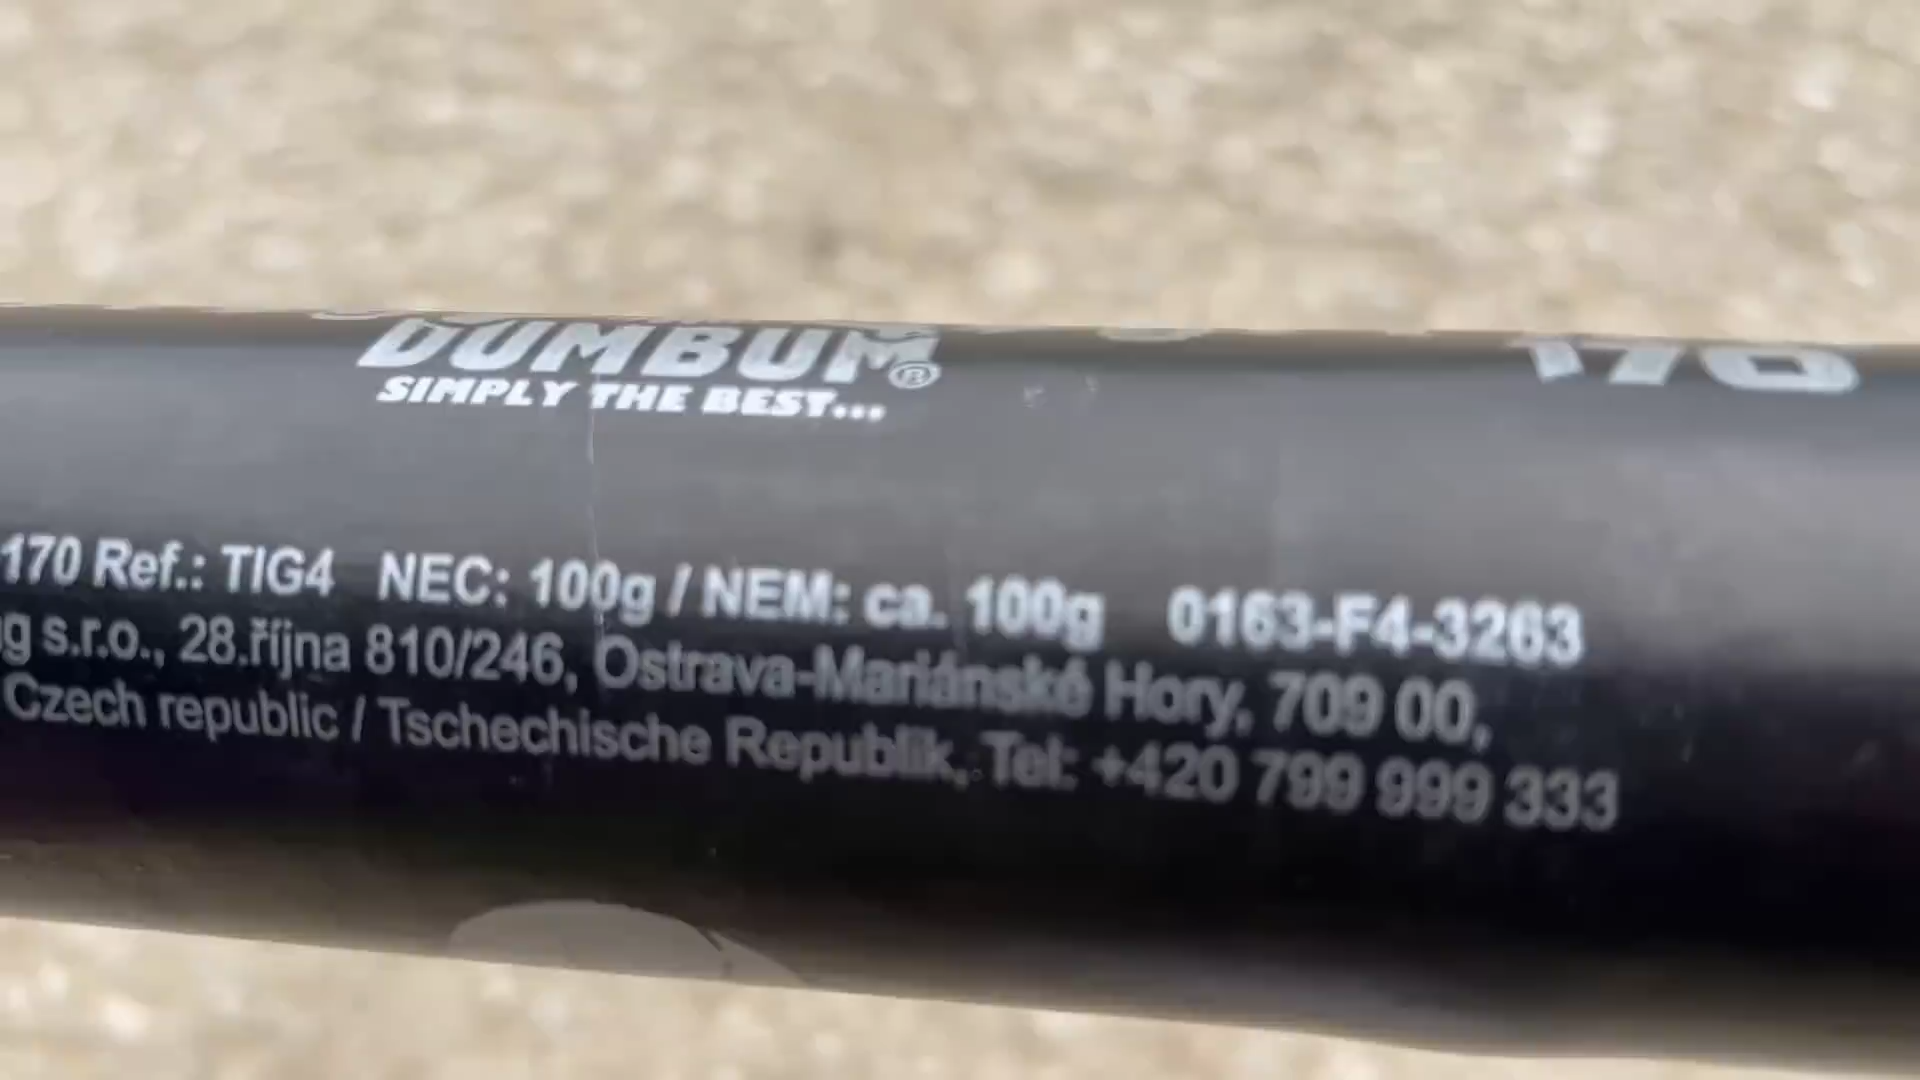 DUMBUM®
170
SIMPLY THE BEST...
170 Ref.: TIG4 NEC: 100g / NEM: ca. 100g 0163-F4-3263
g s.r.o., 28.října 810/246, Ostrava-Mariánské Hory, 709 00,
Czech republic / Tschechische Republik, Tel: +420 799 999 333